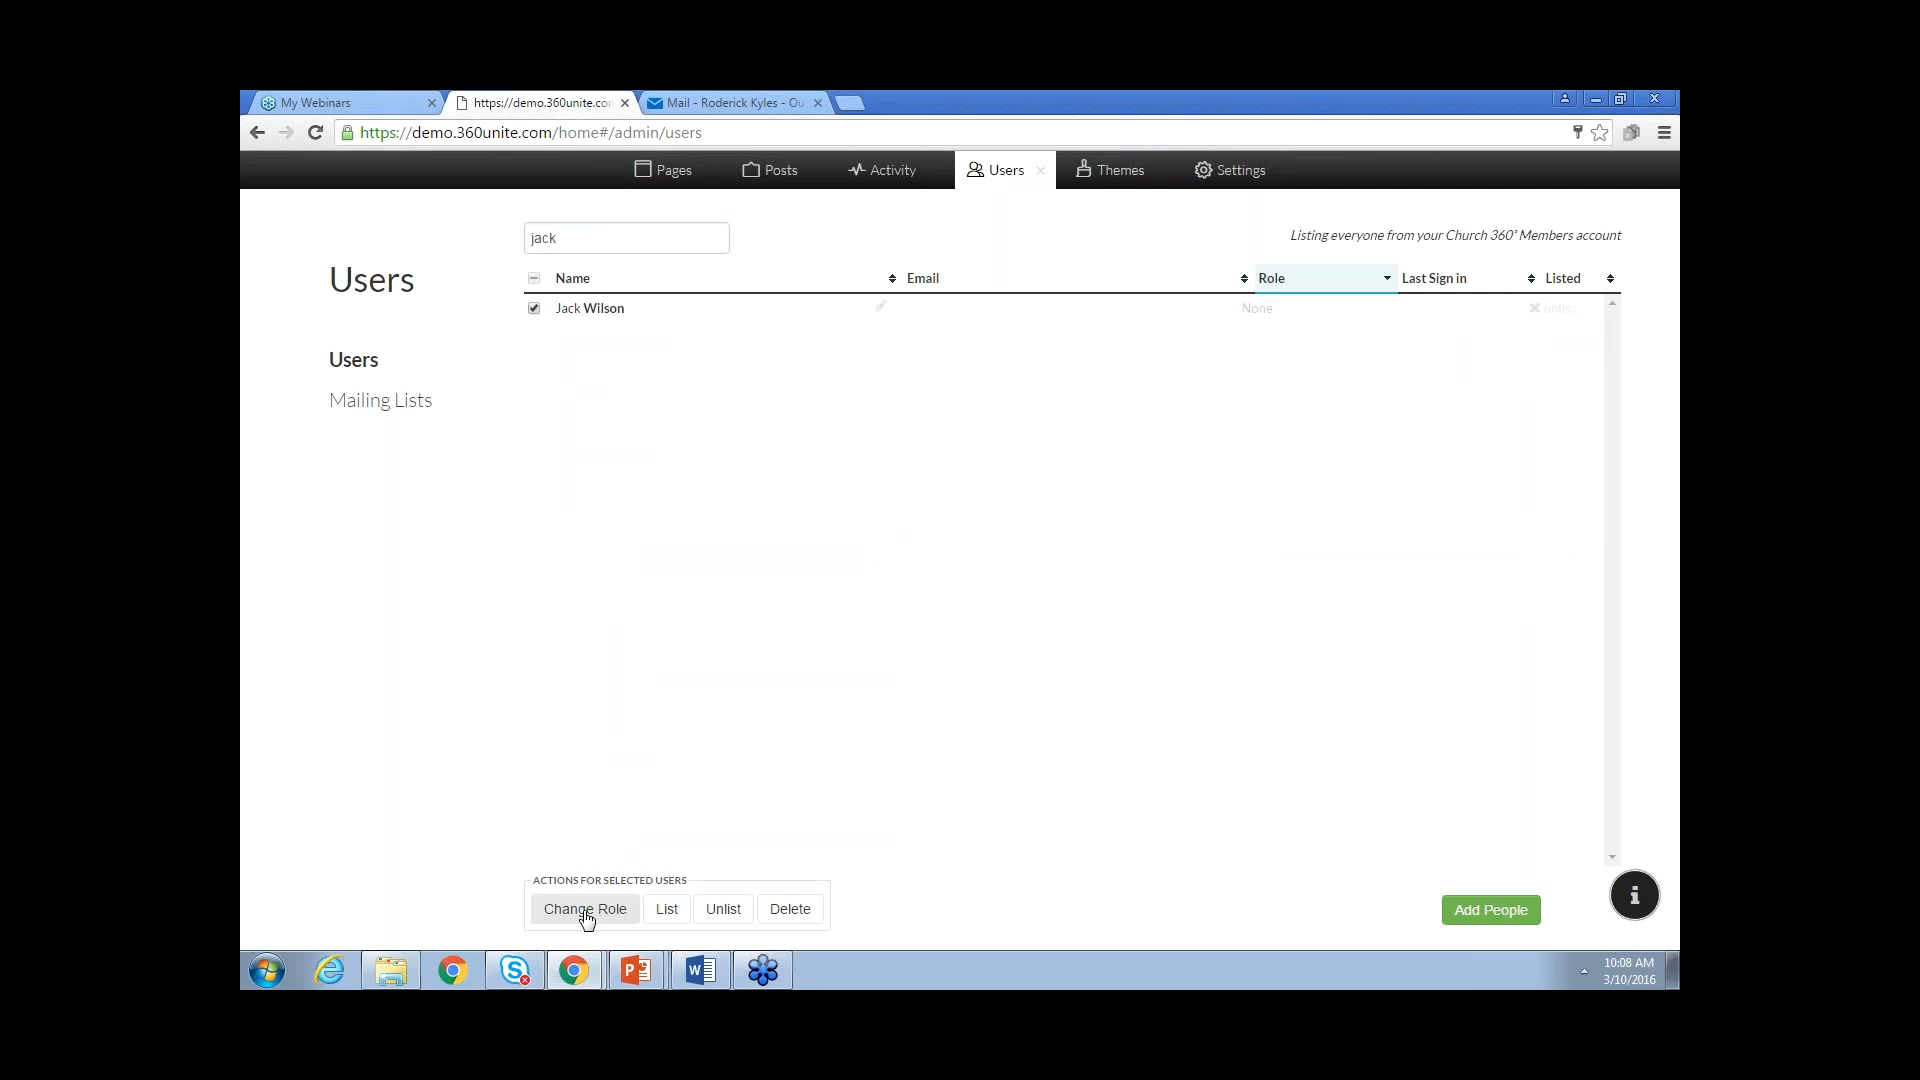 My Webinars
https://demo.360unite.co
Mail - Roderick Kyles - Ou
https://demo.360unite.com/home#/admin/users
Pages
Posts
Activity
Users
Themes
Settings
jack
Listing everyone from your Church 360° Members account
Users
Name
Email
Role
Last Sign in
Listed
Jack Wilson
None
unlis...
Users
Mailing Lists
ACTIONS FOR SELECTED USERS
Change Role
List
Unlist
Delete
Add People
10:08 AM
3/10/2016